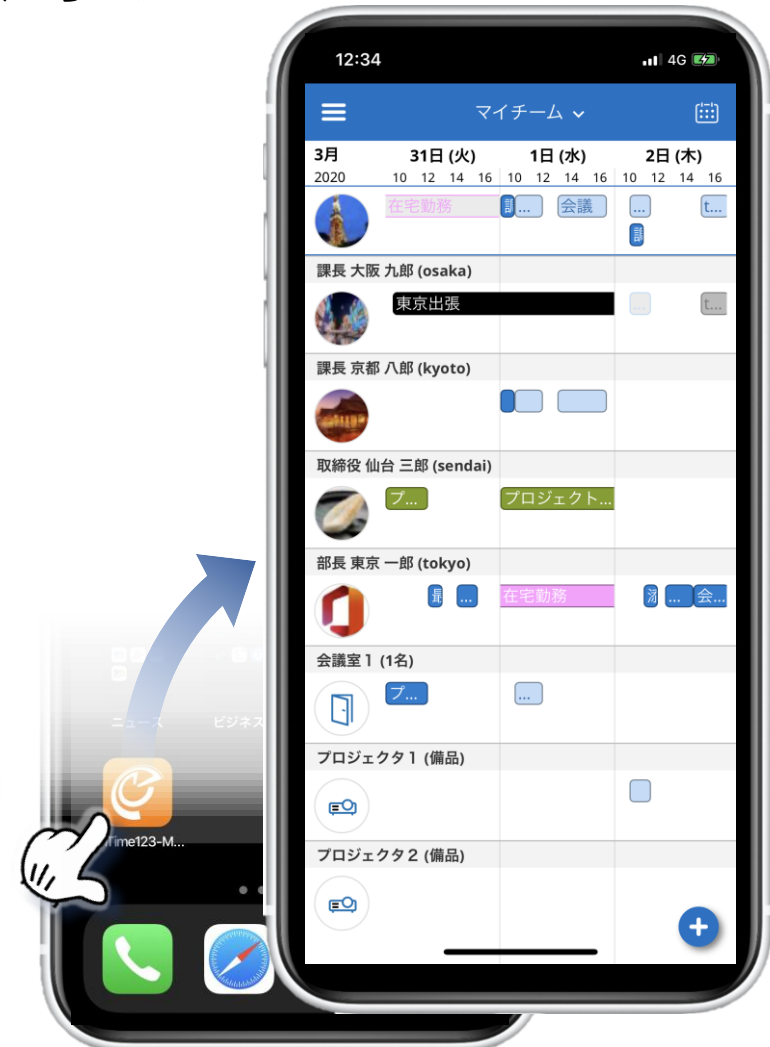 12:34
4G
マイチーム
3月 31日 (火) 1日 (水) 2日 (木)
2020 10 12 14 16 10 12 14 16 10 12 14 16
在宅勤務 ... 会議 ... t...
課長 大阪 九郎 (osaka)
東京出張 ... t...
課長 京都 八郎 (kyoto)
取締役 仙台 三郎 (sendai)
プ... プロジェクト...
部長 東京 一郎 (tokyo)
... 在宅勤務 ... 会...
会議室1 (1名)
プ... ...
プロジェクタ1 (備品)
プロジェクタ2 (備品)
+
ニュース ビジネス
Time123-M...